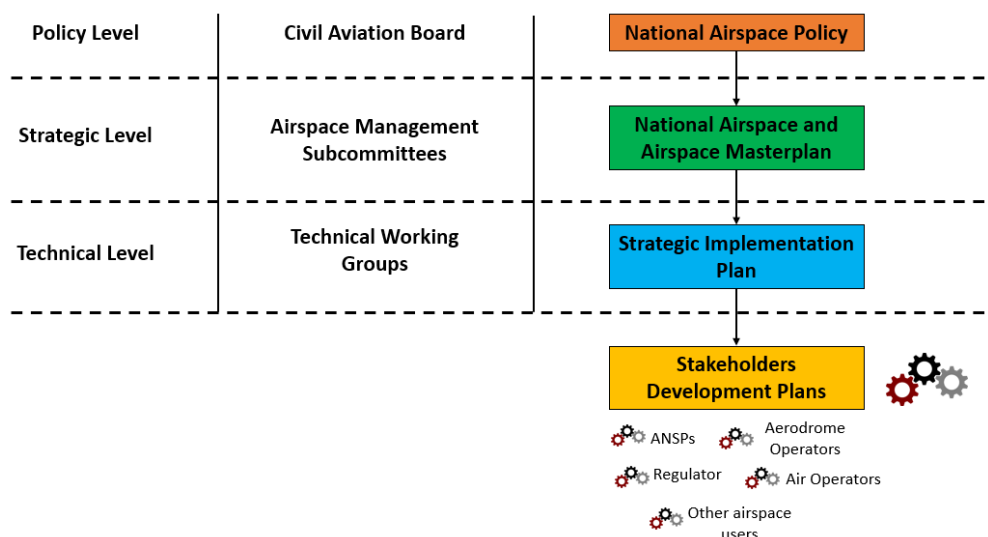 Policy Level
Civil Aviation Board
National Airspace Policy
Strategic Level
Airspace Management
Subcommittees
National Airspace and
Airspace Masterplan
Technical Level
Technical Working
Groups
Strategic Implementation
Plan
Stakeholders
Development Plans
ANSPs
Aerodrome
Operators
Regulator
Air Operators
Other airspace
users